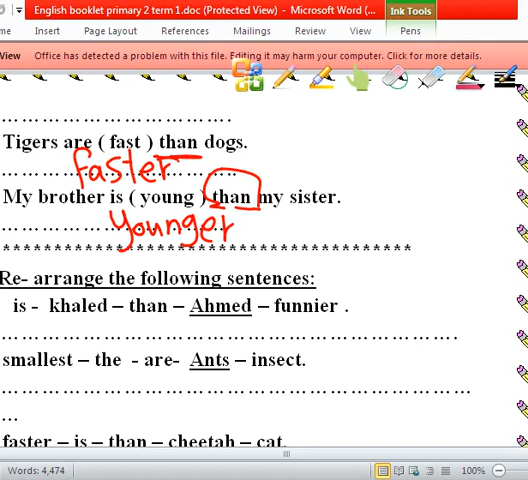 English booklet primary 2 term 1.doc (Protected View) - Microsoft Word (...
Ink Tools
Home Insert Page Layout References Mailings Review View Pens
View Office has detected a problem with this file. Editing it may harm your computer. Click for more details.
................................
Tigers are ( fast ) than dogs.
faster
................................
My brother is ( young ) than my sister.
younger
................................
******************************************
Re- arrange the following sentences:
is - khaled – than – Ahmed – funnier .
................................................................
smallest – the - are- Ants – insect.
................................................................
...
faster – is – than – cheetah – cat.
Words: 4,474
100%